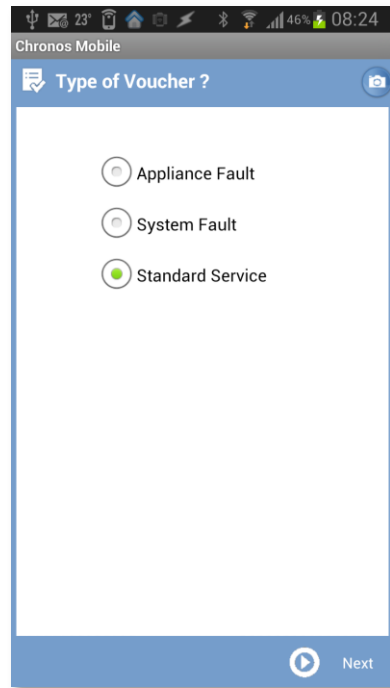 23° 46% 08:24
Chronos Mobile
Type of Voucher ?
Appliance Fault
System Fault
Standard Service
Next